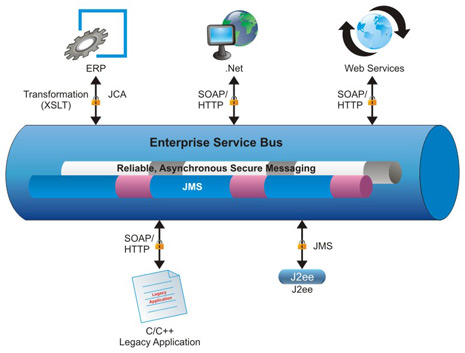 ERP
.Net
Web Services
Transformation
(XSLT)
JCA
SOAP/
HTTP
SOAP/
HTTP
Enterprise Service Bus
Reliable, Asynchronous Secure Messaging
JMS
SOAP/
HTTP
JMS
Legacy
Application
J2ee
J2ee
C/C++
Legacy Application